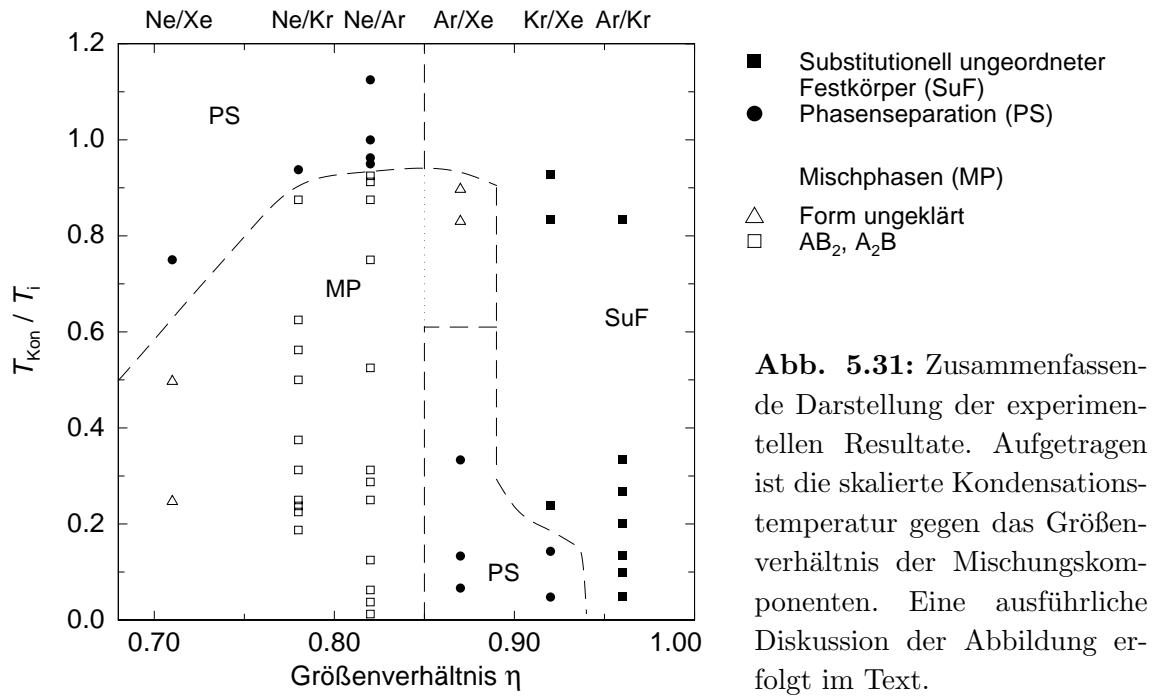 Ne/Xe Ne/Kr Ne/Ar Ar/Xe Kr/Xe Ar/Kr
1.2
1.0
0.8
0.6
0.4
0.2
0.0
T_Kon / T_i
PS
MP
SuF
PS
0.70 0.80 0.90 1.00
Größenverhältnis η
Substitutionell ungeordneter
Festkörper (SuF)
Phasenseparation (PS)
Mischphasen (MP)
Form ungeklärt
AB₂, A₂B
Abb. 5.31: Zusammenfassen-
de Darstellung der experimen-
tellen Resultate. Aufgetragen
ist die skalierte Kondensations-
temperatur gegen das Größen-
verhältnis der Mischungskom-
ponenten. Eine ausführliche
Diskussion der Abbildung er-
folgt im Text.